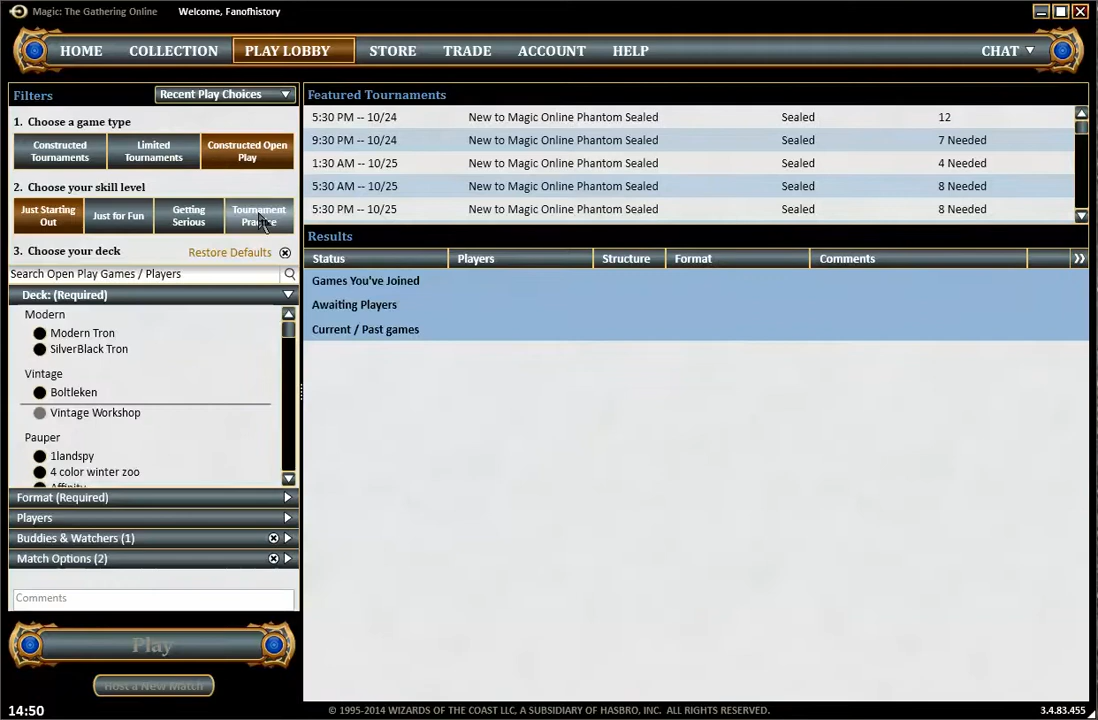 Magic: The Gathering Online Welcome, Fanofhistory
HOME COLLECTION PLAY LOBBY STORE TRADE ACCOUNT HELP CHAT
Filters Recent Play Choices
1. Choose a game type
Constructed Tournaments Limited Tournaments Constructed Open Play
2. Choose your skill level
Just Starting Out Just for Fun Getting Serious Tournament Practice
3. Choose your deck Restore Defaults
Search Open Play Games / Players
Deck: (Required)
Modern
Modern Tron
SilverBlack Tron
Vintage
Boltleken
Vintage Workshop
Pauper
1landspy
4 color winter zoo
Affinity
Format (Required)
Players
Buddies & Watchers (1)
Match Options (2)
Comments
Play
Host a New Match
14:50
Featured Tournaments
5:30 PM -- 10/24 New to Magic Online Phantom Sealed Sealed 12
9:30 PM -- 10/24 New to Magic Online Phantom Sealed Sealed 7 Needed
1:30 AM -- 10/25 New to Magic Online Phantom Sealed Sealed 4 Needed
5:30 AM -- 10/25 New to Magic Online Phantom Sealed Sealed 8 Needed
5:30 PM -- 10/25 New to Magic Online Phantom Sealed Sealed 8 Needed
Results
Status Players Structure Format Comments
Games You've Joined
Awaiting Players
Current / Past games
© 1995-2014 WIZARDS OF THE COAST LLC, A SUBSIDIARY OF HASBRO, INC. ALL RIGHTS RESERVED.
3.4.83.455